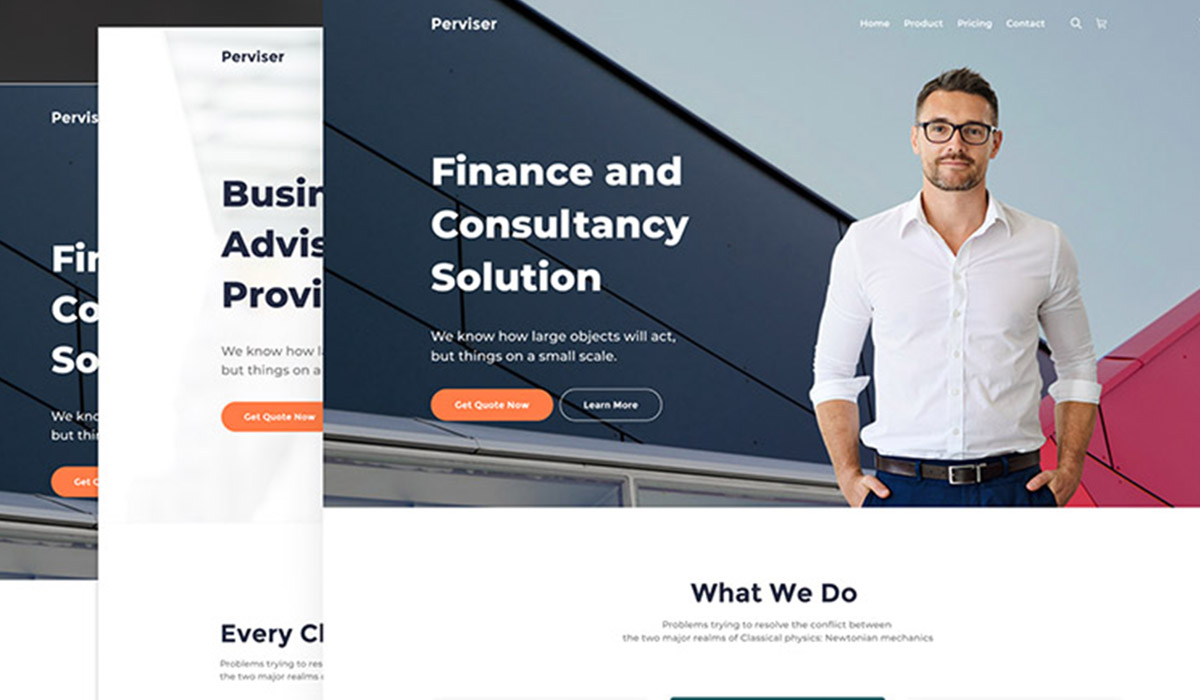 Perviser
Home Product Pricing Contact
Finance and
Consultancy
Solution
We know how large objects will act,
but things on a small scale.
Get Quote Now Learn More
What We Do
Problems trying to resolve the conflict between
the two major realms of Classical physics: Newtonian mechanics
Perviser
Busin
Advis
Provi
We know how l
but things on a
Get Quote Now
Every Cl
Problems trying to res
the two major realms
Pervis
Fin
Co
So
We kno
but thin
Get